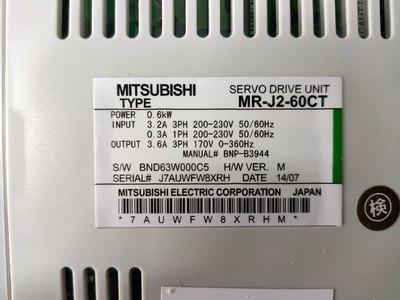 MITSUBISHI SERVO DRIVE UNIT
TYPE MR-J2-60CT
POWER 0.6kW
INPUT 3.2A 3PH 200-230V 50/60Hz
0.3A 1PH 200-230V 50/60Hz
OUTPUT 3.6A 3PH 170V 0-360Hz
MANUAL# BNP-B3944
S/W BND63W000C5 H/W VER. M
SERIAL# J7AUWFW8XRH DATE 14/07
MITSUBISHI ELECTRIC CORPORATION JAPAN
*7AUWFW8XRHM*
検